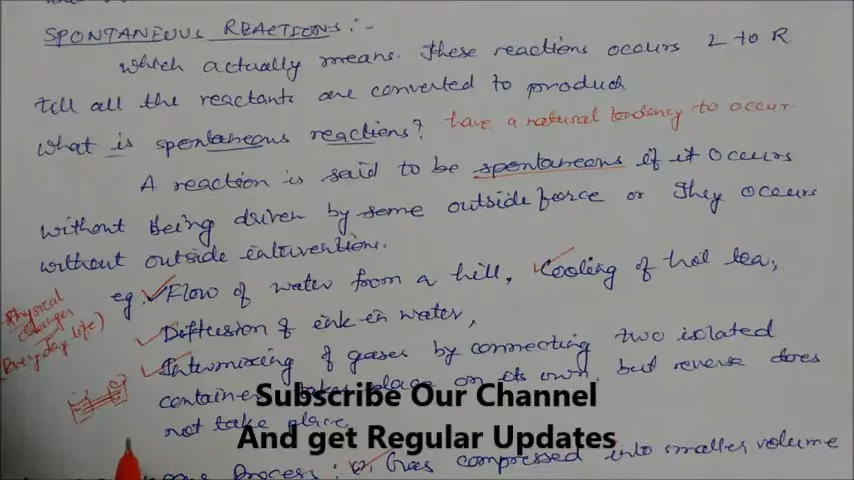 SPONTANEOUS REACTIONS :-
which actually means. These reactions occurs L to R
till all the reactants are converted to product
What is spontaneous reactions? have a natural tendency to occur.
A reaction is said to be spontaneous if it occurs
without being driven by some outside force or They occurs
without outside intervention.
eg. Flow of water from a hill, Cooling of hot tea,
Physical
changes
(Everyday life)
Diffusion of ink in water,
Intermixing of gases by connecting two isolated
container takes place on its own, but reverse does
not take place
Subscribe Our Channel
And get Regular Updates
Process : Gas compressed into smaller volume